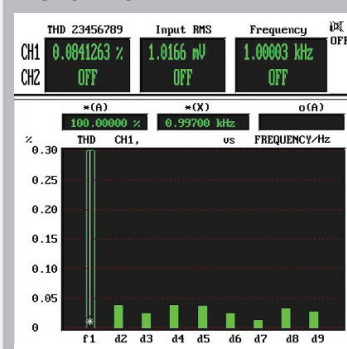 THD 23456789 Input RMS Frequency
OFF
CH1 0.0841263 % 1.0166 mV 1.00003 kHz
CH2 OFF OFF OFF
*(A) *(X) o(A)
100.00000 % 0.99700 kHz
% THD CH1, vs FREQUENCY/Hz
0.30
0.25
0.20
0.15
0.10
0.05
0
f1 d2 d3 d4 d5 d6 d7 d8 d9